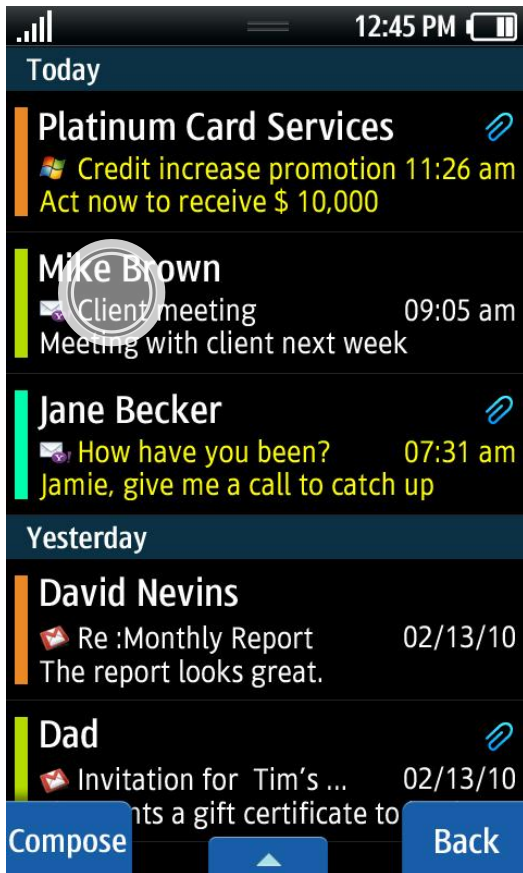 12:45 PM
Today
Platinum Card Services
Credit increase promotion 11:26 am
Act now to receive $ 10,000
Mike Brown
Client meeting 09:05 am
Meeting with client next week
Jane Becker
How have you been? 07:31 am
Jamie, give me a call to catch up
Yesterday
David Nevins
Re :Monthly Report 02/13/10
The report looks great.
Dad
Invitation for Tim's ... 02/13/10
a gift certificate to
Compose
Back